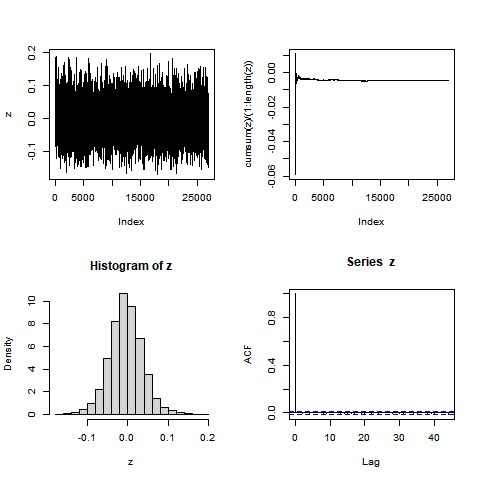 z
0.2
0.1
0.0
-0.1
0 5000 15000 25000
Index
cumsum(z)/(1:length(z))
0.00
-0.02
-0.04
-0.06
0 5000 15000 25000
Index
Histogram of z
Density
10
8
6
4
2
0
-0.1 0.0 0.1 0.2
z
Series z
ACF
0.8
0.4
0.0
0 10 20 30 40
Lag